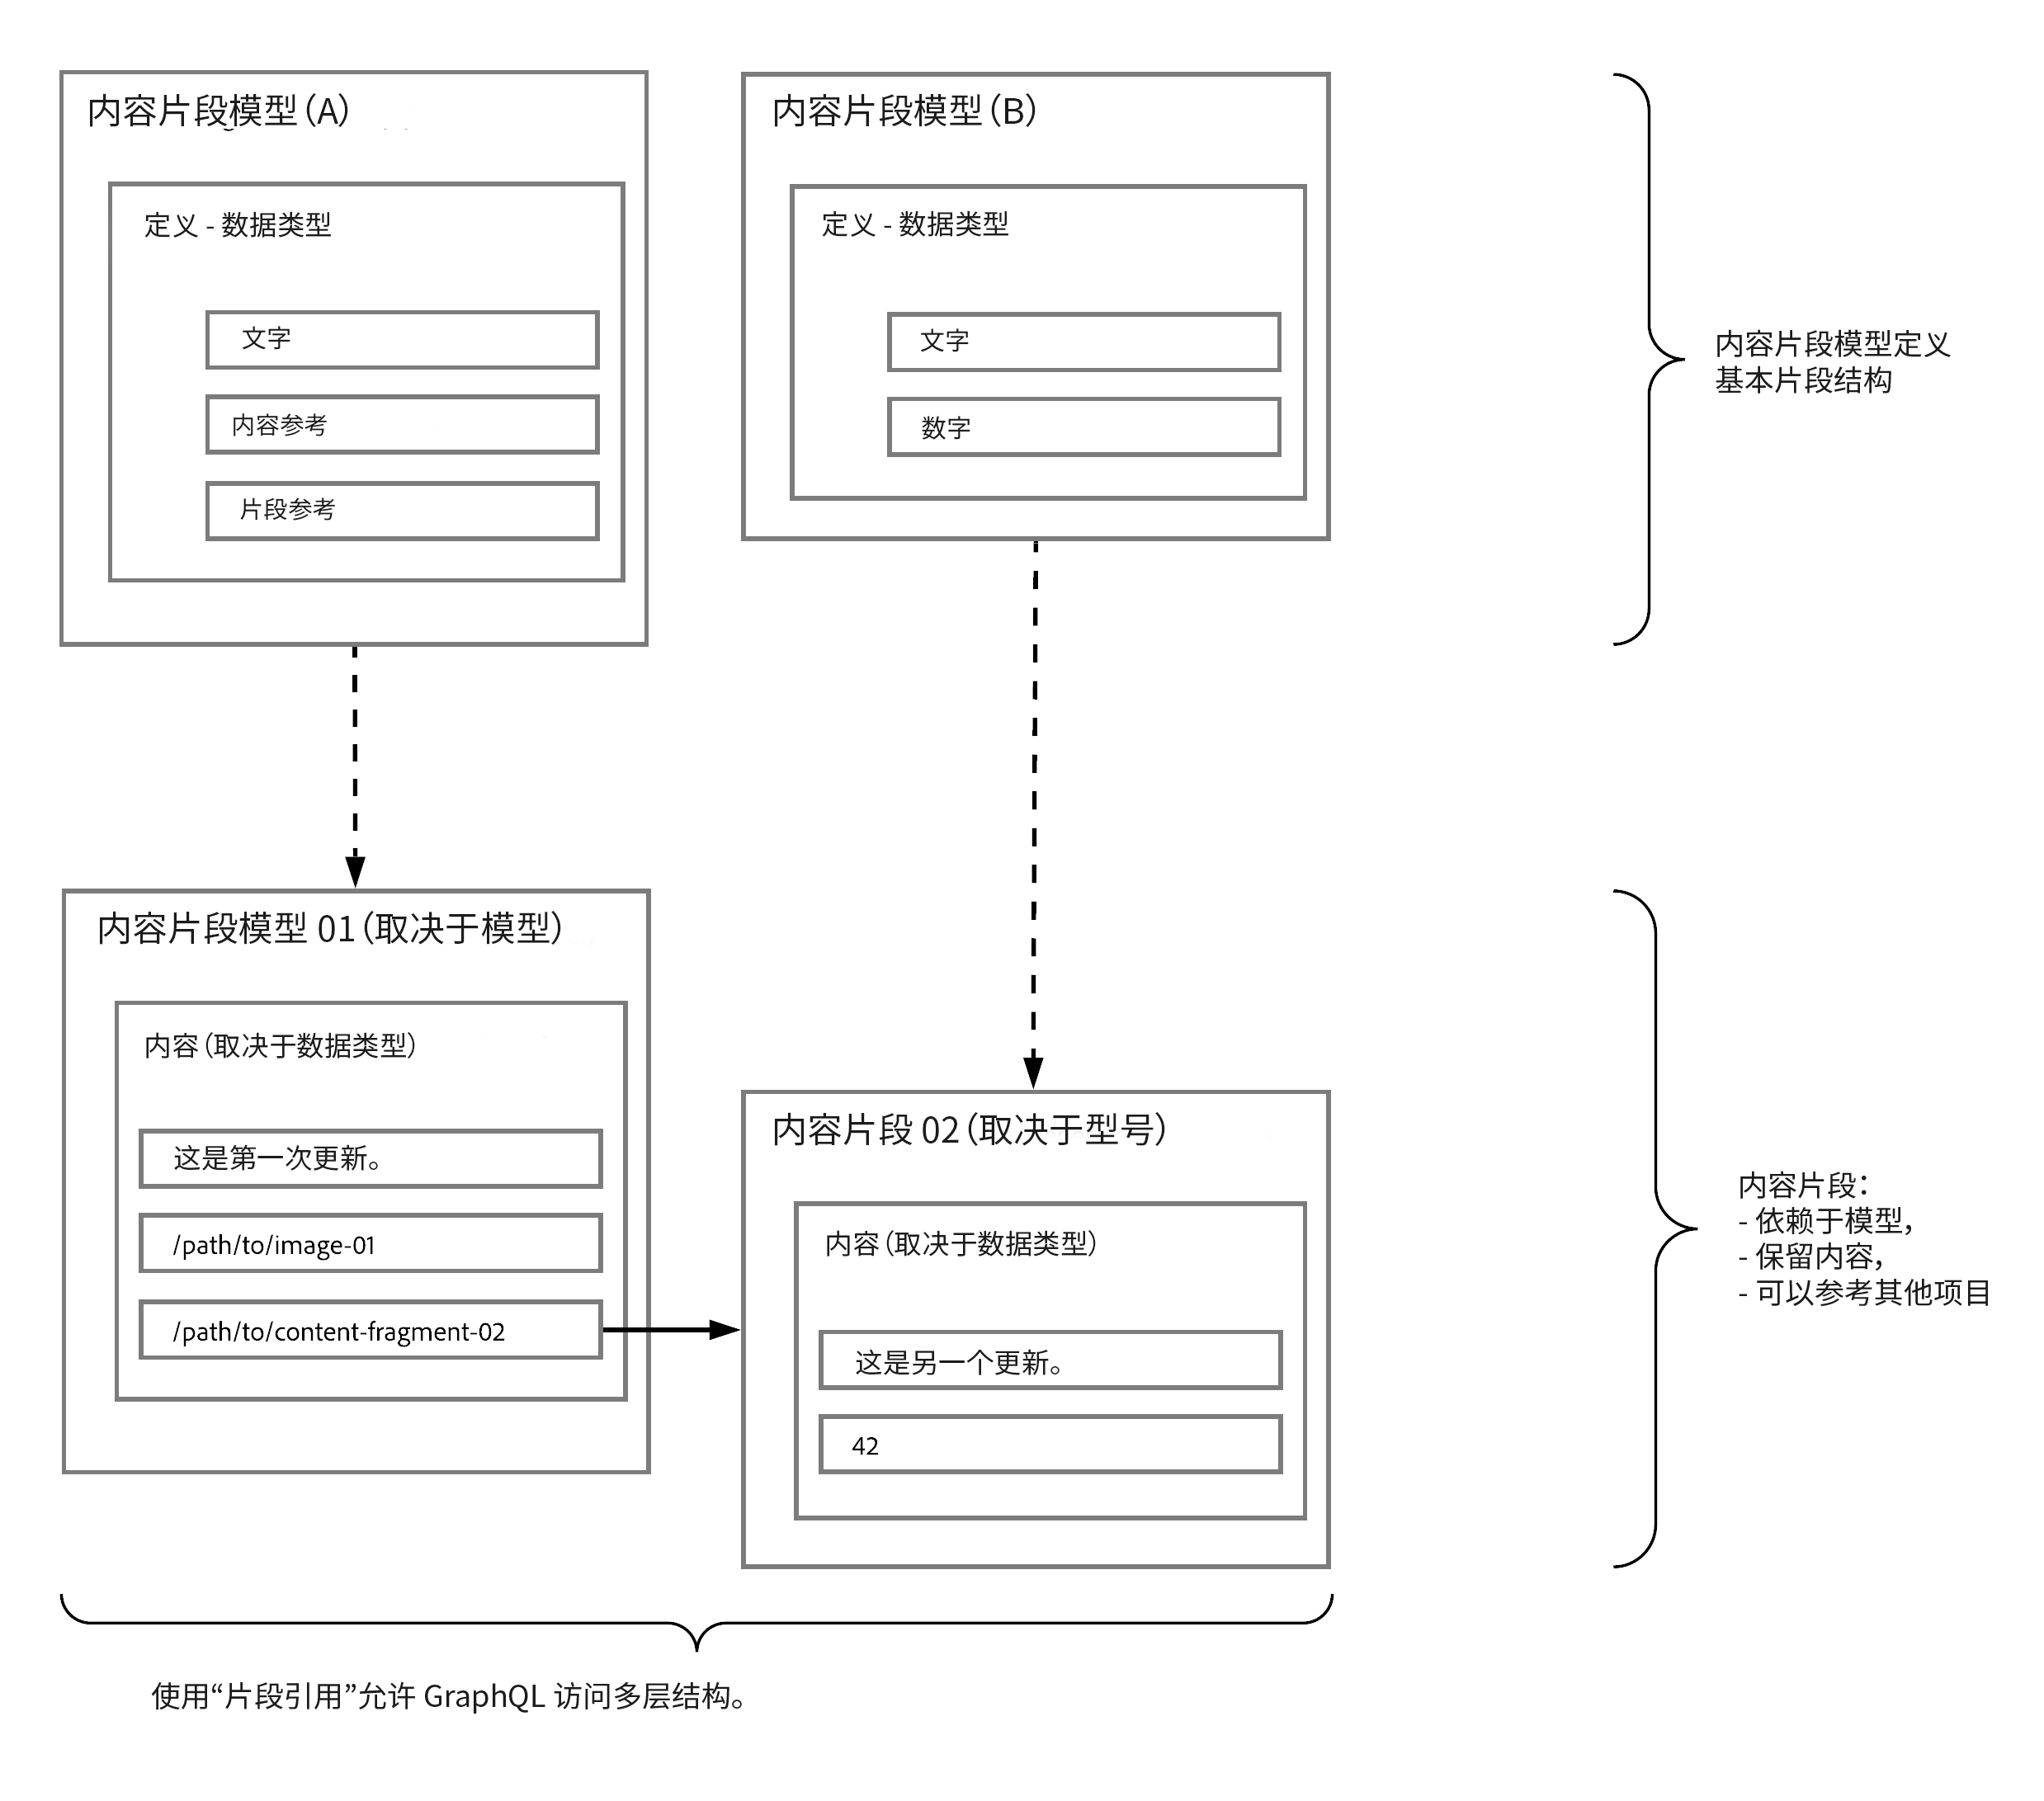 内容片段模型(A)
定义 - 数据类型
文字
内容参考
片段参考
内容片段模型(B)
定义 - 数据类型
文字
数字
内容片段模型定义
基本片段结构
内容片段模型 01(取决于模型)
内容(取决于数据类型)
这是第一次更新。
/path/to/image-01
/path/to/content-fragment-02
内容片段 02(取决于型号)
内容(取决于数据类型)
这是另一个更新。
42
内容片段:
- 依赖于模型,
- 保留内容,
- 可以参考其他项目
使用“片段引用”允许 GraphQL 访问多层结构。